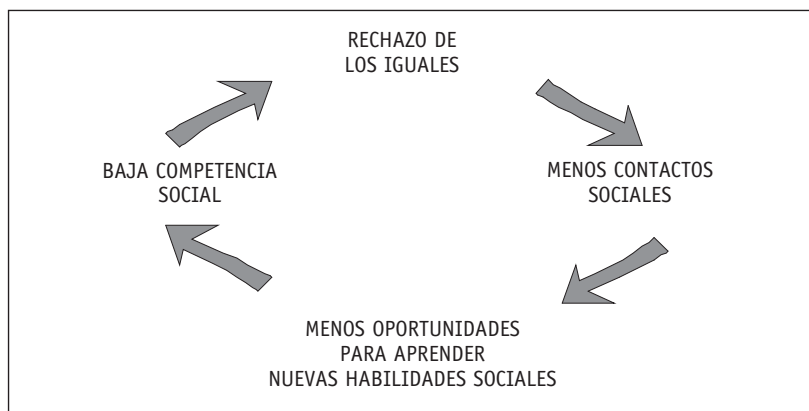 RECHAZO DE
LOS IGUALES
MENOS CONTACTOS
SOCIALES
MENOS OPORTUNIDADES
PARA APRENDER
NUEVAS HABILIDADES SOCIALES
BAJA COMPETENCIA
SOCIAL